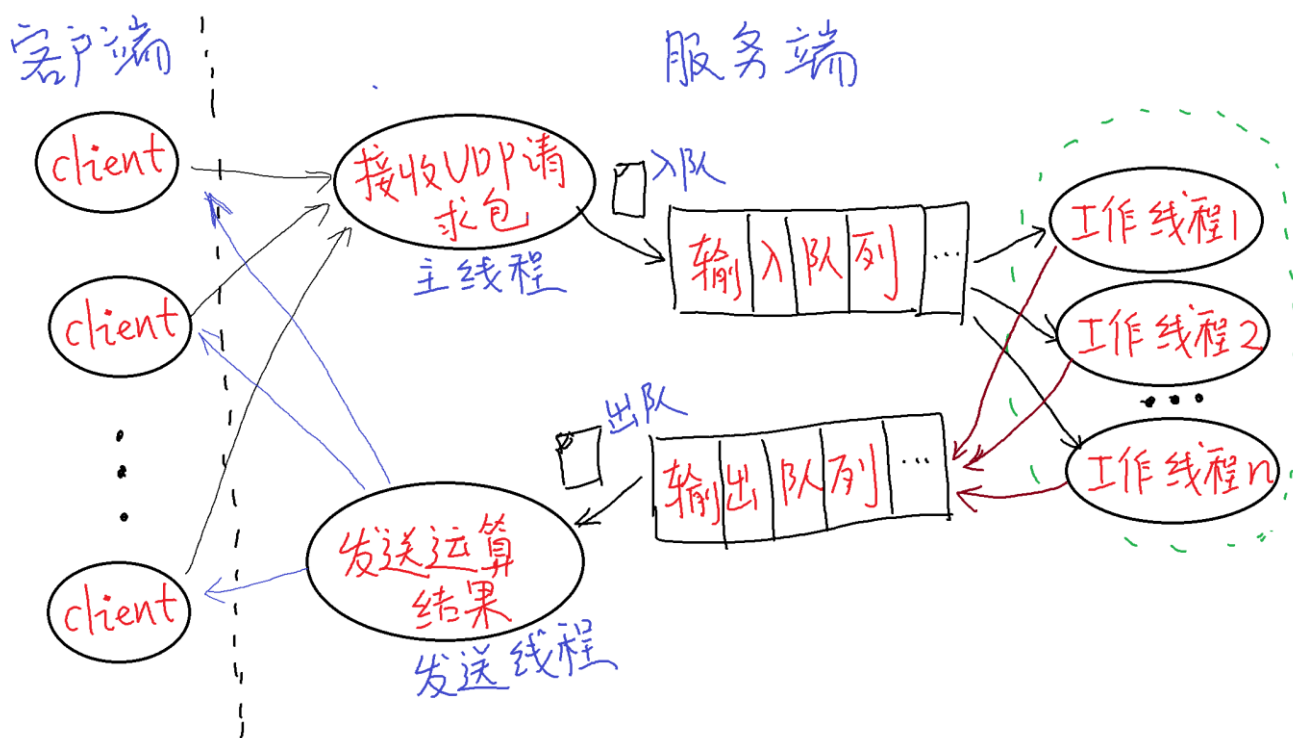 客户端
服务端
client
接收UDP请
求包
主线程
入队
输入队列...
工作线程1
client
工作线程2
...
出队
输出队列...
工作线程n
client
发送运算
结果
发送线程